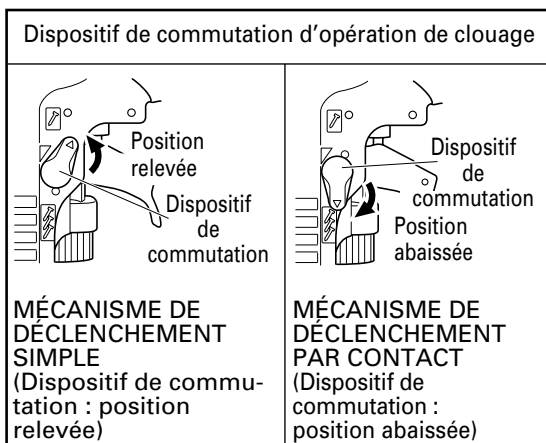 Dispositif de commutation d'opération de clouage
Position
relevée
Dispositif
de
commutation
MÉCANISME DE
DÉCLENCHEMENT
SIMPLE
(Dispositif de commu-
tation : position
relevée)
Dispositif
de
commutation
Position
abaissée
MÉCANISME DE
DÉCLENCHEMENT
PAR CONTACT
(Dispositif de
commutation :
position abaissée)